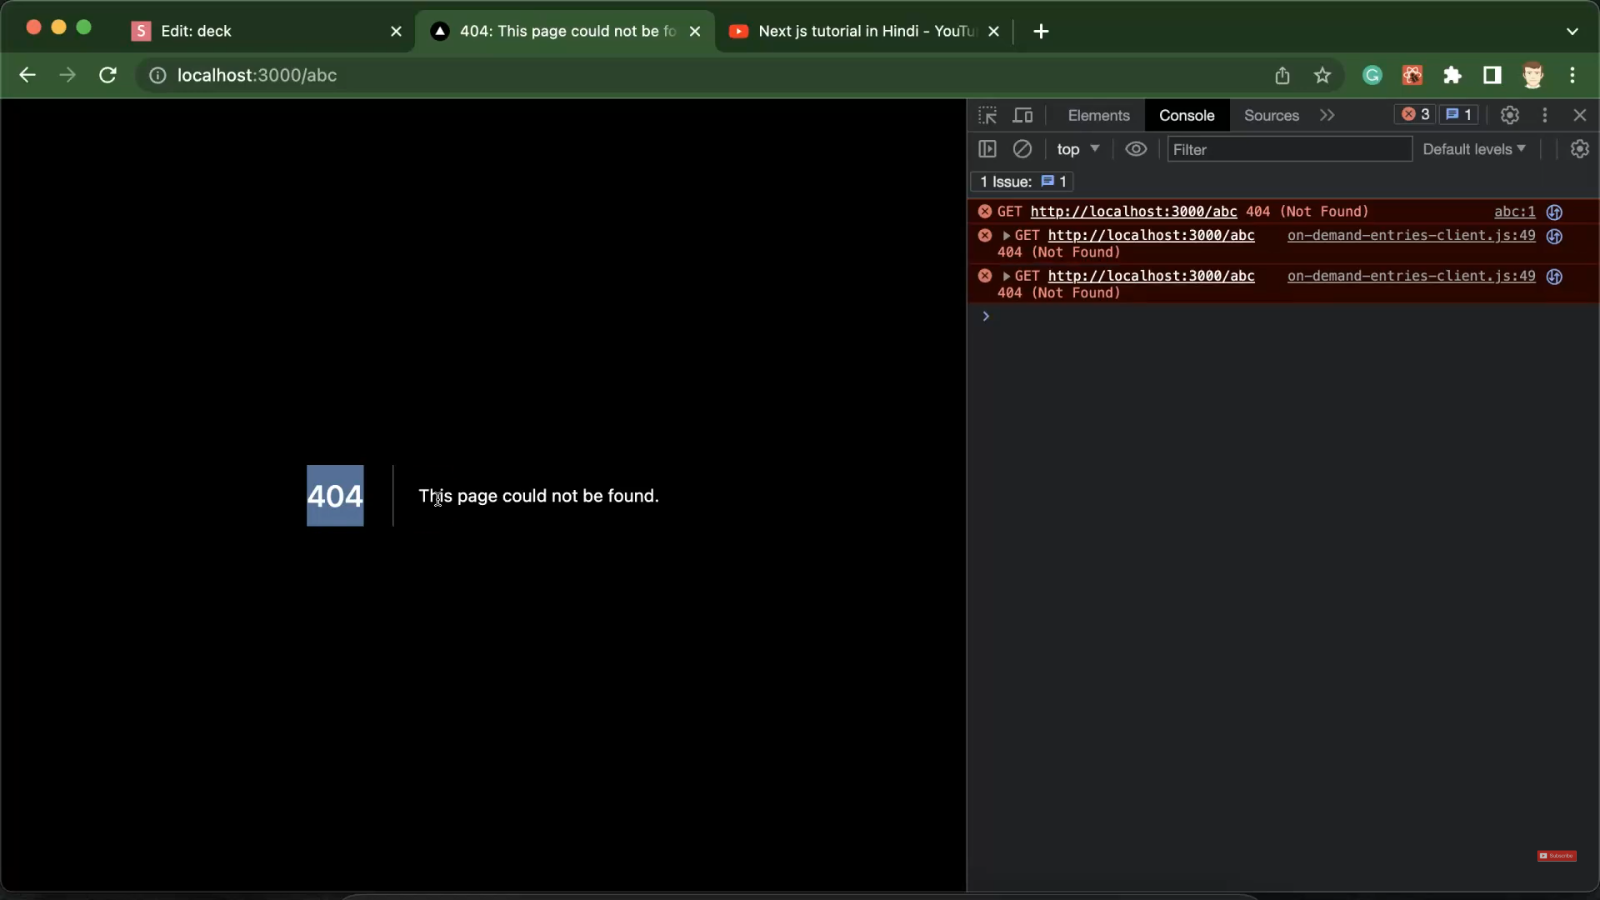 S Edit: deck
404: This page could not be fo
Next js tutorial in Hindi - YouTu
localhost:3000/abc
Elements Console Sources 3 1
top Filter Default levels
1 Issue: 1
GET http://localhost:3000/abc 404 (Not Found) abc:1
GET http://localhost:3000/abc on-demand-entries-client.js:49
404 (Not Found)
GET http://localhost:3000/abc on-demand-entries-client.js:49
404 (Not Found)
404 This page could not be found.
Subscribe